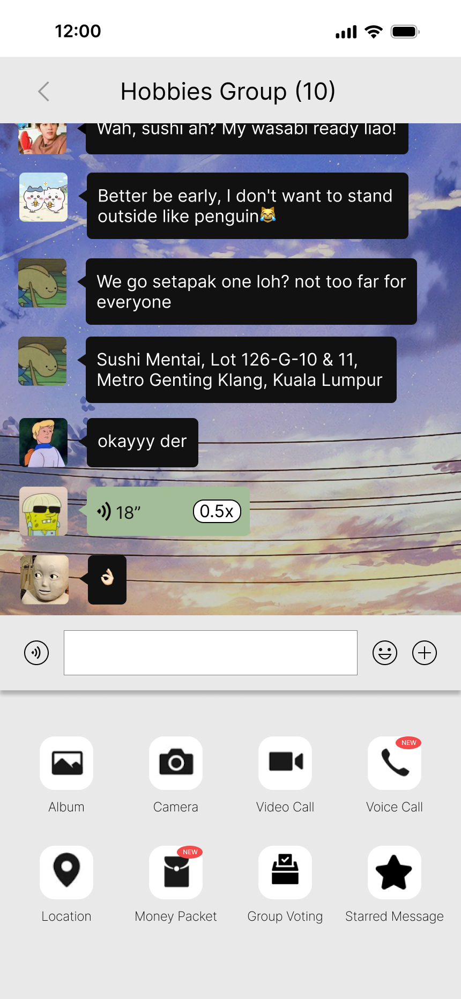 12:00
Hobbies Group (10)
Wah, sushi ah? My wasabi ready liao!
Better be early, I don't want to stand
outside like penguin😹
We go setapak one loh? not too far for
everyone
Sushi Mentai, Lot 126-G-10 & 11,
Metro Genting Klang, Kuala Lumpur
okayyy der
18” 0.5x
👌🏻
NEW
Album Camera Video Call Voice Call
NEW
Location Money Packet Group Voting Starred Message